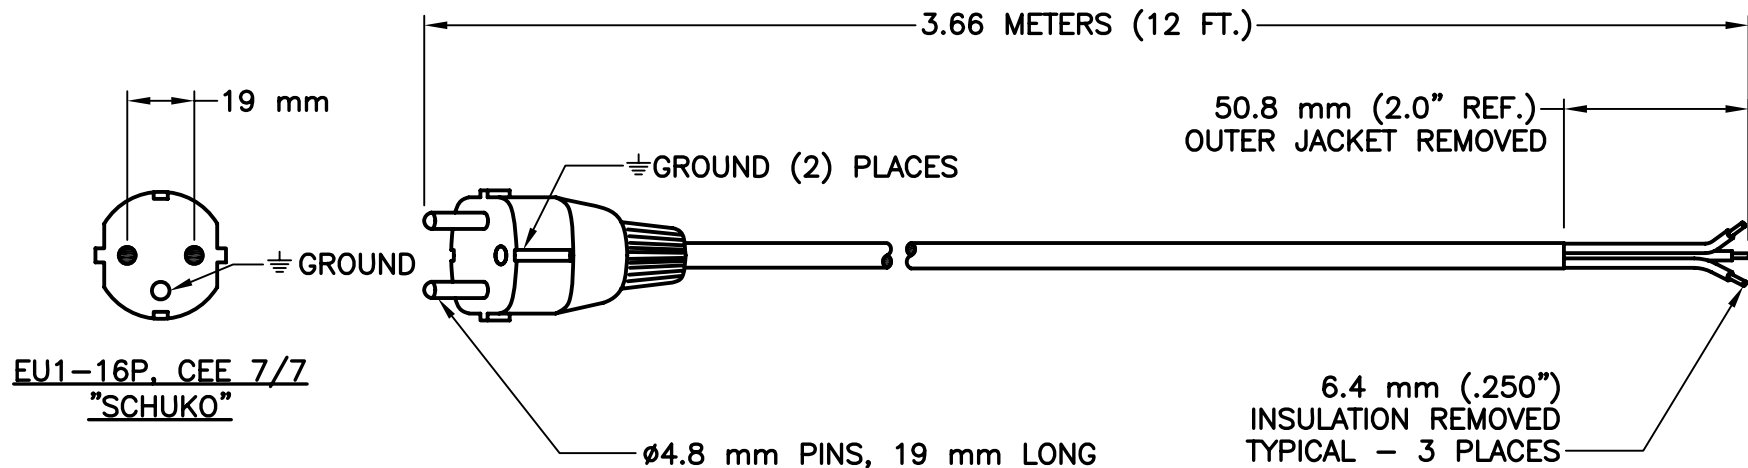 3.66 METERS (12 FT.)
19 mm
50.8 mm (2.0” REF.)
OUTER JACKET REMOVED
⏚GROUND (2) PLACES
⏚ GROUND
EU1-16P, CEE 7/7
"SCHUKO"
6.4 mm (.250”)
INSULATION REMOVED
TYPICAL - 3 PLACES
ø4.8 mm PINS, 19 mm LONG